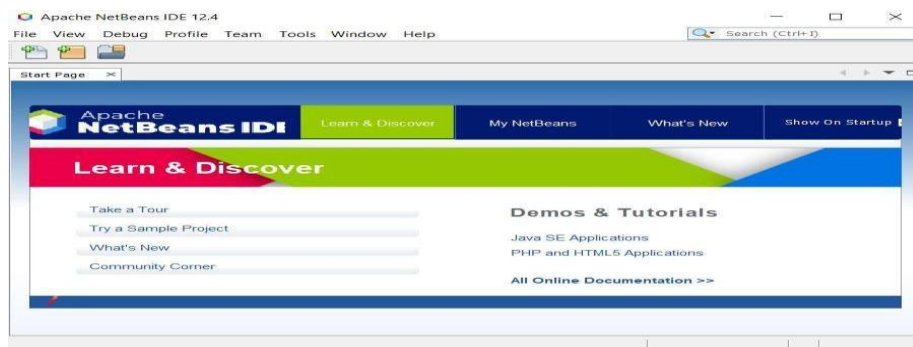 Apache NetBeans IDE 12.4
File View Debug Profile Team Tools Window Help
Search (Ctrl+I)
Start Page
Apache
NetBeans IDE
Learn & Discover
My NetBeans
What's New
Show On Startup
Learn & Discover
Take a Tour
Try a Sample Project
What's New
Community Corner
Demos & Tutorials
Java SE Applications
PHP and HTML5 Applications
All Online Documentation >>